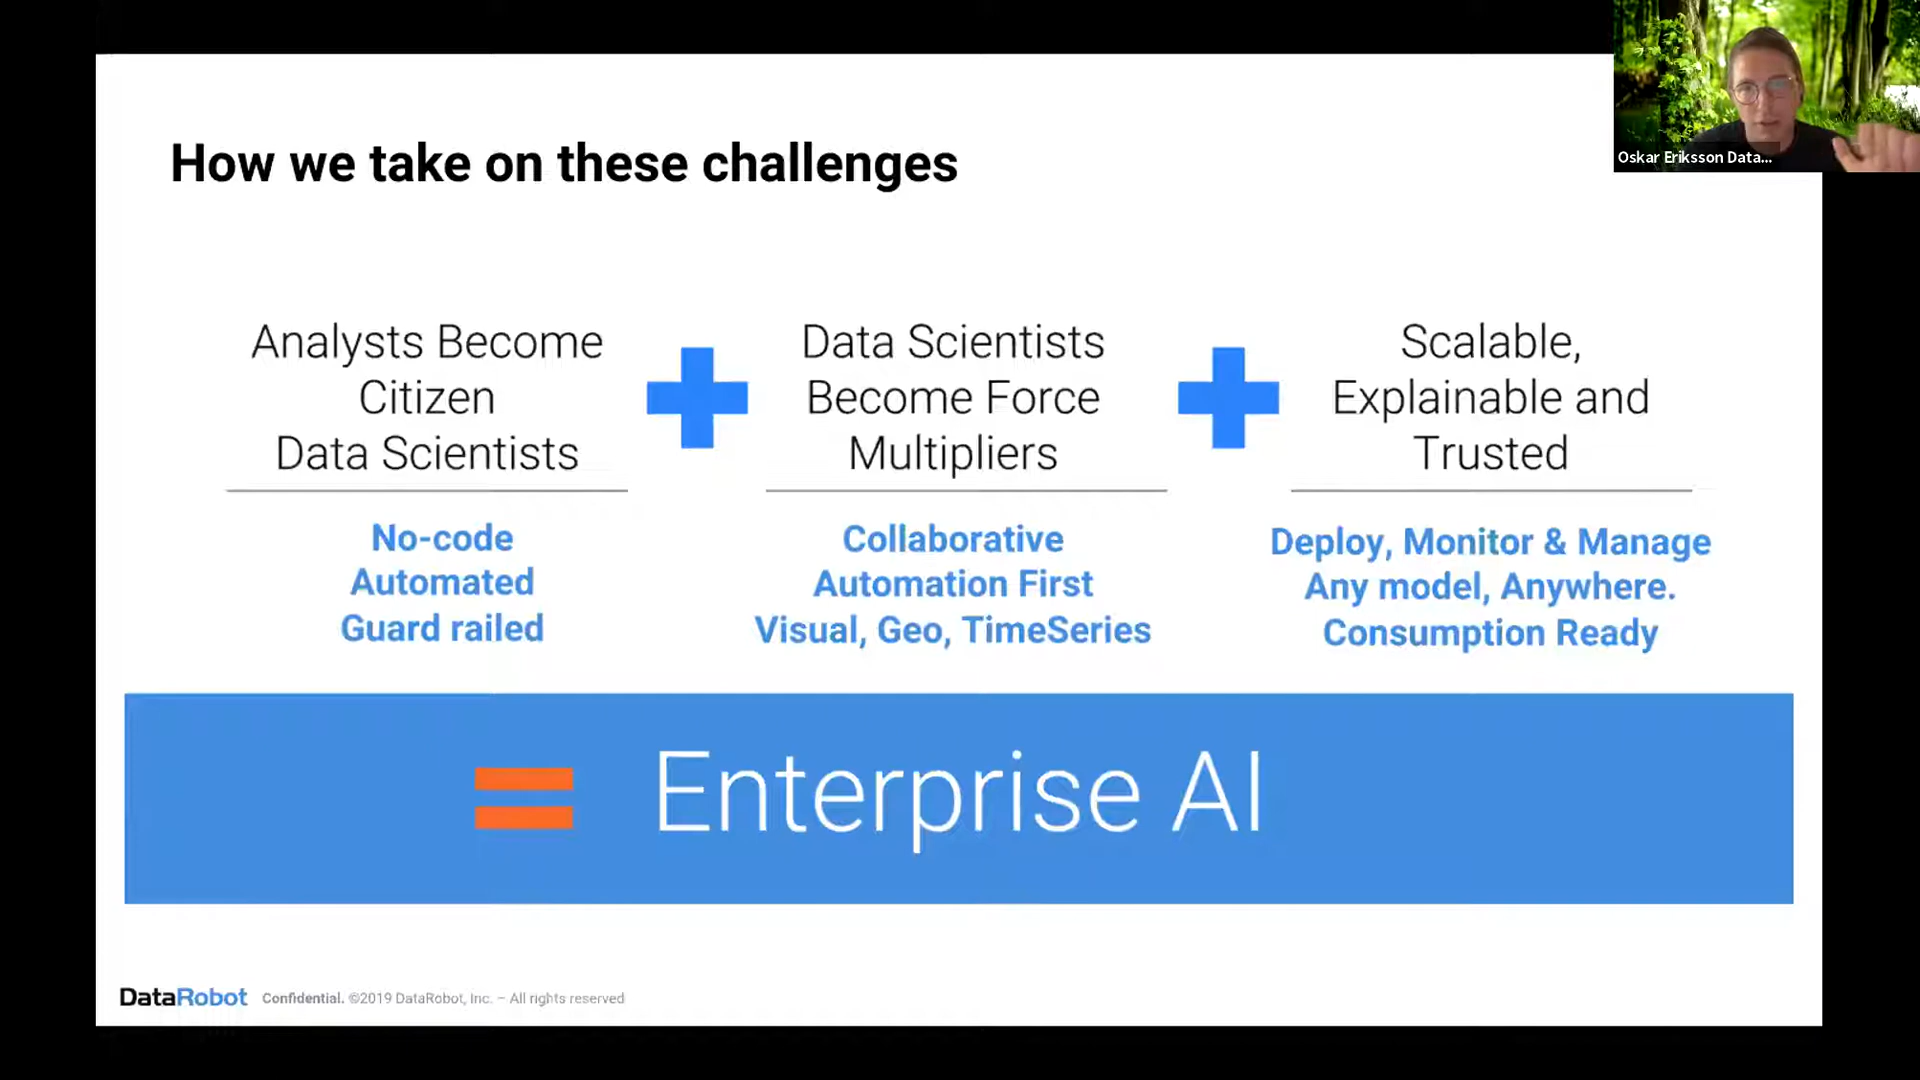 Oskar Eriksson Data...
How we take on these challenges
Analysts Become
Citizen
Data Scientists
No-code
Automated
Guard railed
Data Scientists
Become Force
Multipliers
Collaborative
Automation First
Visual, Geo, TimeSeries
Scalable,
Explainable and
Trusted
Deploy, Monitor & Manage
Any model, Anywhere.
Consumption Ready
= Enterprise AI
DataRobot Confidential. ©2019 DataRobot, Inc. – All rights reserved